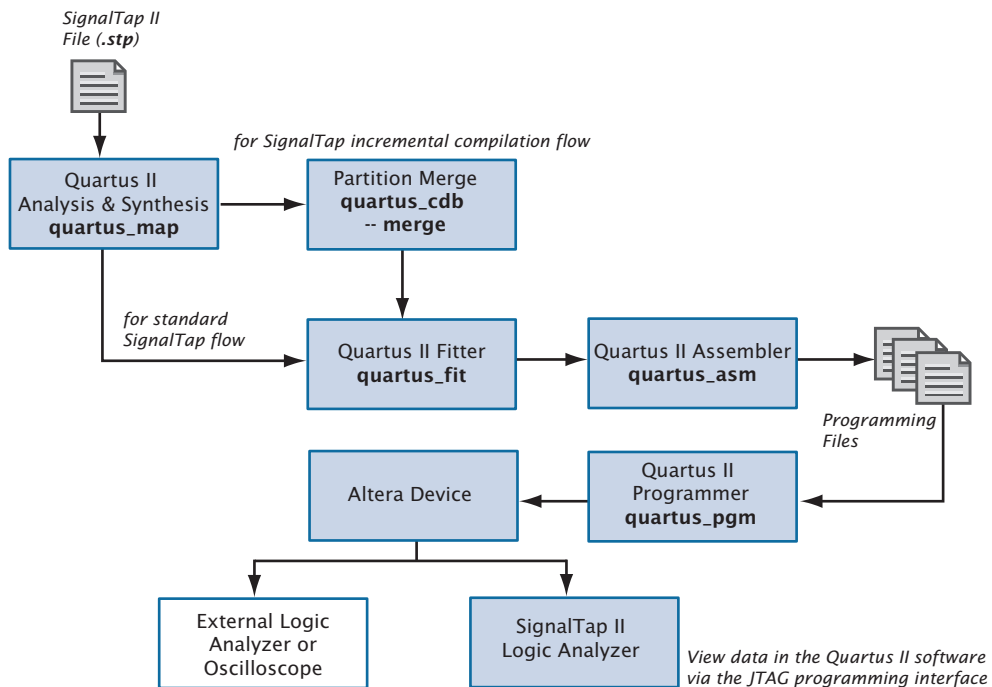 SignalTap II
File (.stp)
for SignalTap incremental compilation flow
Quartus II
Analysis & Synthesis
quartus_map
Partition Merge
quartus_cdb
-- merge
for standard
SignalTap flow
Quartus II Fitter
quartus_fit
Quartus II Assembler
quartus_asm
Programming
Files
Altera Device
Quartus II
Programmer
quartus_pgm
External Logic
Analyzer or
Oscilloscope
SignalTap II
Logic Analyzer
View data in the Quartus II software
via the JTAG programming interface